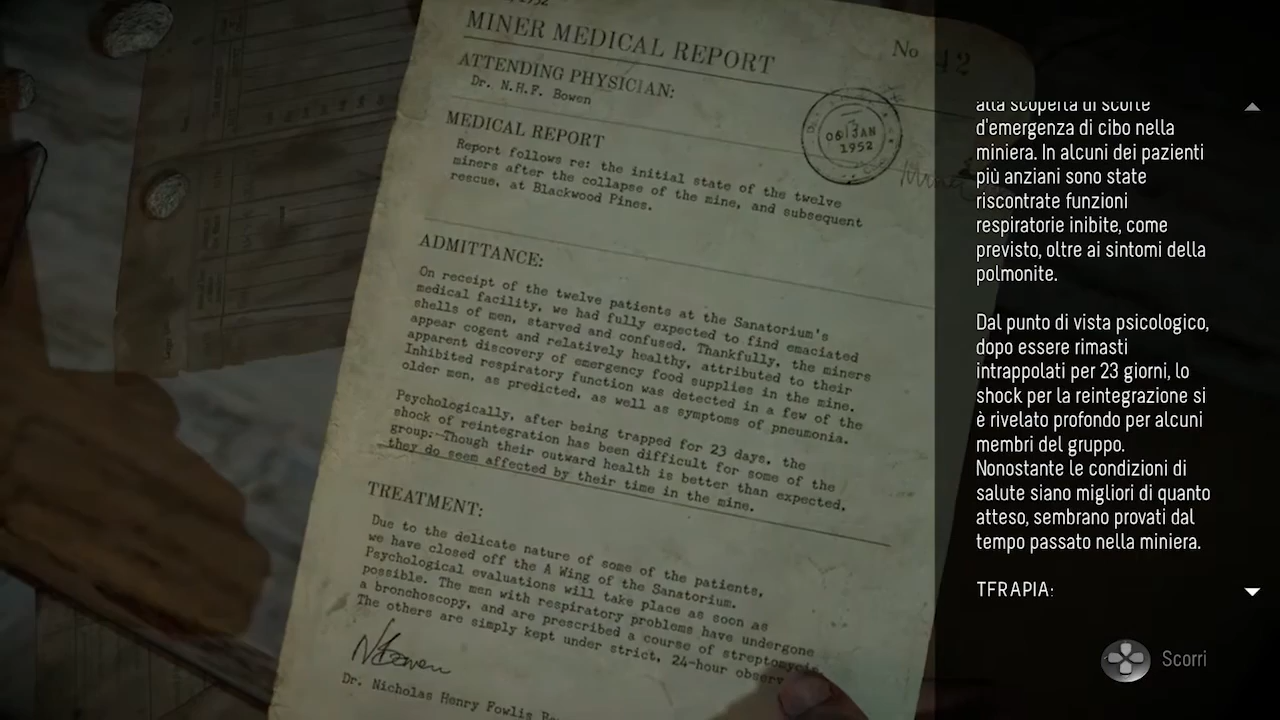 MINER MEDICAL REPORT
No 42
ATTENDING PHYSICIAN:
Dr. N.H.F. Bowen
06 13 JAN
1952
MEDICAL REPORT
Report follows re: the initial state of the twelve
miners after the collapse of the mine, and subsequent
rescue, at Blackwood Pines.
ADMITTANCE:
On receipt of the twelve patients at the Sanatorium's
medical facility, we had fully expected to find emaciated
shells of men, starved and confused. Thankfully, the miners
appear cogent and relatively healthy, attributed to their
apparent discovery of emergency food supplies in the mine.
Inhibited respiratory function was detected in a few of the
older men, as predicted, as well as symptoms of pneumonia.
Psychologically, after being trapped for 23 days, the
shock of reintegration has been difficult for some of the
group. Though their outward health is better than expected,
they do seem affected by their time in the mine.
TREATMENT:
Due to the delicate nature of some of the patients,
we have closed off the A Wing of the Sanatorium.
Psychological evaluations will take place as soon as
possible. The men with respiratory problems have undergone
a bronchoscopy, and are prescribed a course of streptomycin.
The others are simply kept under strict, 24-hour observ
NBowen
Dr. Nicholas Henry Fowlis Bo
alla scoperta di scorte
d'emergenza di cibo nella
miniera. In alcuni dei pazienti
più anziani sono state
riscontrate funzioni
respiratorie inibite, come
previsto, oltre ai sintomi della
polmonite.
Dal punto di vista psicologico,
dopo essere rimasti
intrappolati per 23 giorni, lo
shock per la reintegrazione si
è rivelato profondo per alcuni
membri del gruppo.
Nonostante le condizioni di
salute siano migliori di quanto
atteso, sembrano provati dal
tempo passato nella miniera.
TERAPIA:
Scorri